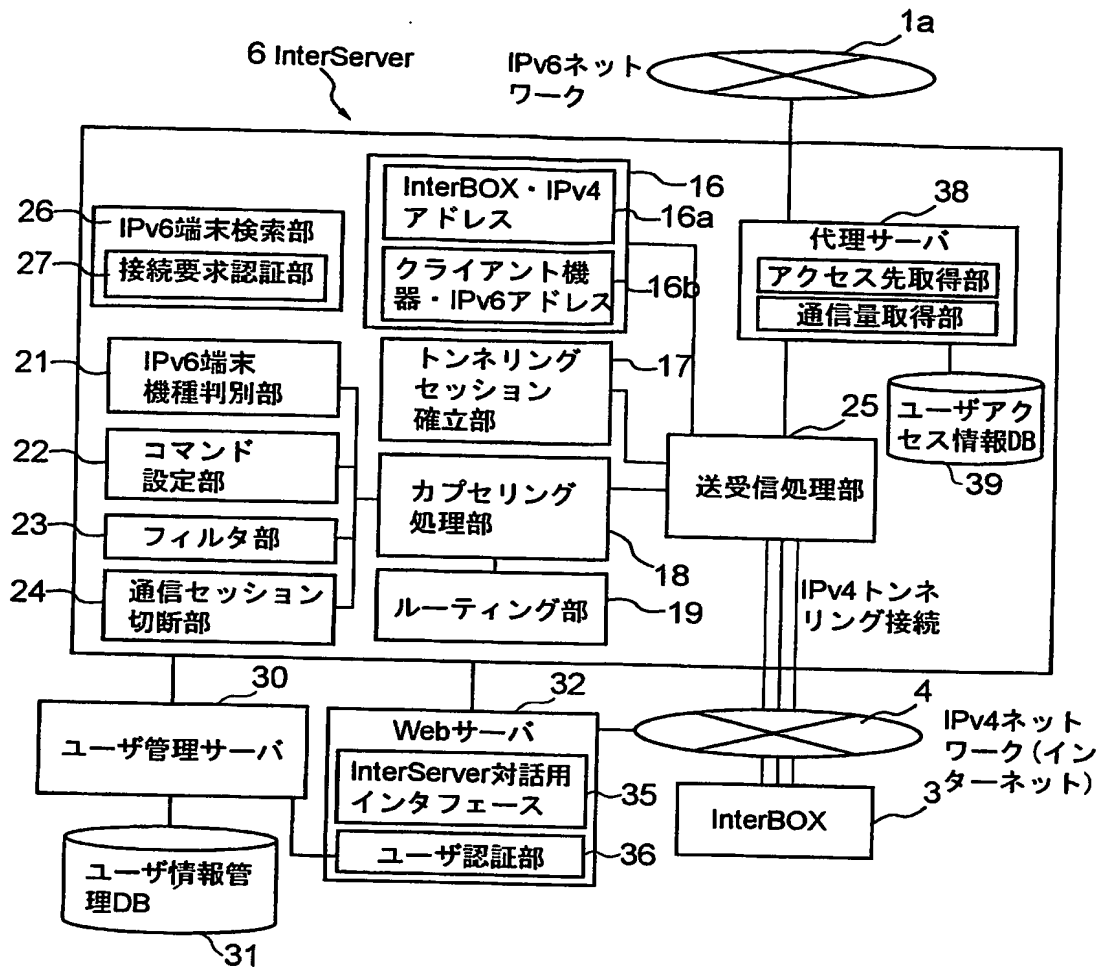 1a
6 InterServer
IPv6ネット
ワーク
16
InterBOX・IPv4
アドレス
16a
クライアント機
器・IPv6アドレス
16b
26
IPv6端末検索部
27
接続要求認証部
38
代理サーバ
アクセス先取得部
通信量取得部
21
IPv6端末
機種判別部
トンネリング
セッション
確立部
17
25
ユーザアク
セス情報DB
39
22
コマンド
設定部
カプセリング
処理部
18
送受信処理部
23
フィルタ部
24
通信セッション
切断部
ルーティング部
19
IPv4トンネ
リング接続
30
ユーザ管理サーバ
32
Webサーバ
InterServer対話用
インタフェース
35
ユーザ認証部
36
4
IPv4ネット
ワーク(イン
ターネット)
InterBOX
3
ユーザ情報管
理DB
31